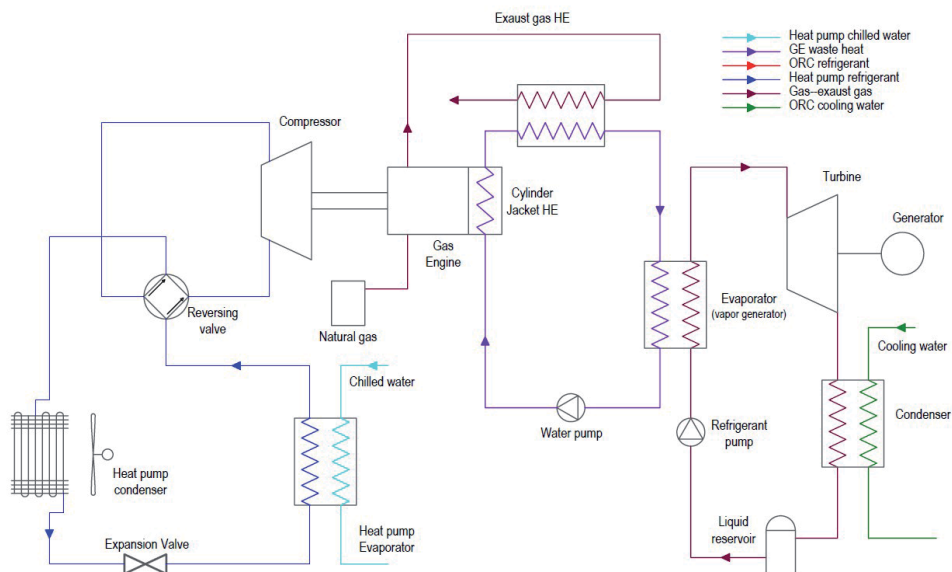 Exaust gas HE
Heat pump chilled water
GE waste heat
ORC refrigerant
Heat pump refrigerant
Gas--exaust gas
ORC cooling water
Compressor
Cylinder
Jacket HE
Turbine
Generator
Gas
Engine
Reversing
valve
Natural gas
Evaporator
(vapor generator)
Chilled water
Cooling water
Water pump
Refrigerant
pump
Condenser
Heat pump
condenser
Expansion Valve
Heat pump
Evaporator
Liquid
reservoir